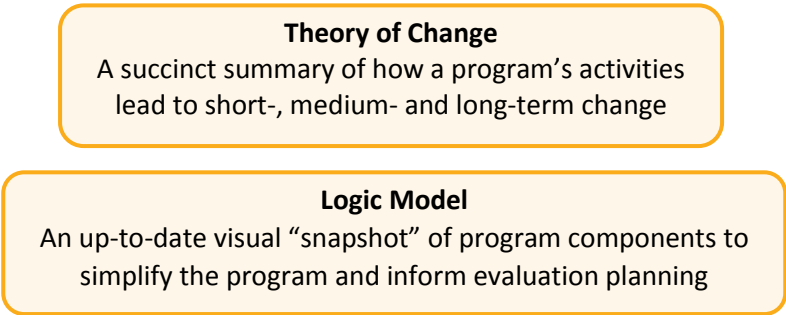 Theory of Change
A succinct summary of how a program’s activities
lead to short-, medium- and long-term change
Logic Model
An up-to-date visual “snapshot” of program components to
simplify the program and inform evaluation planning